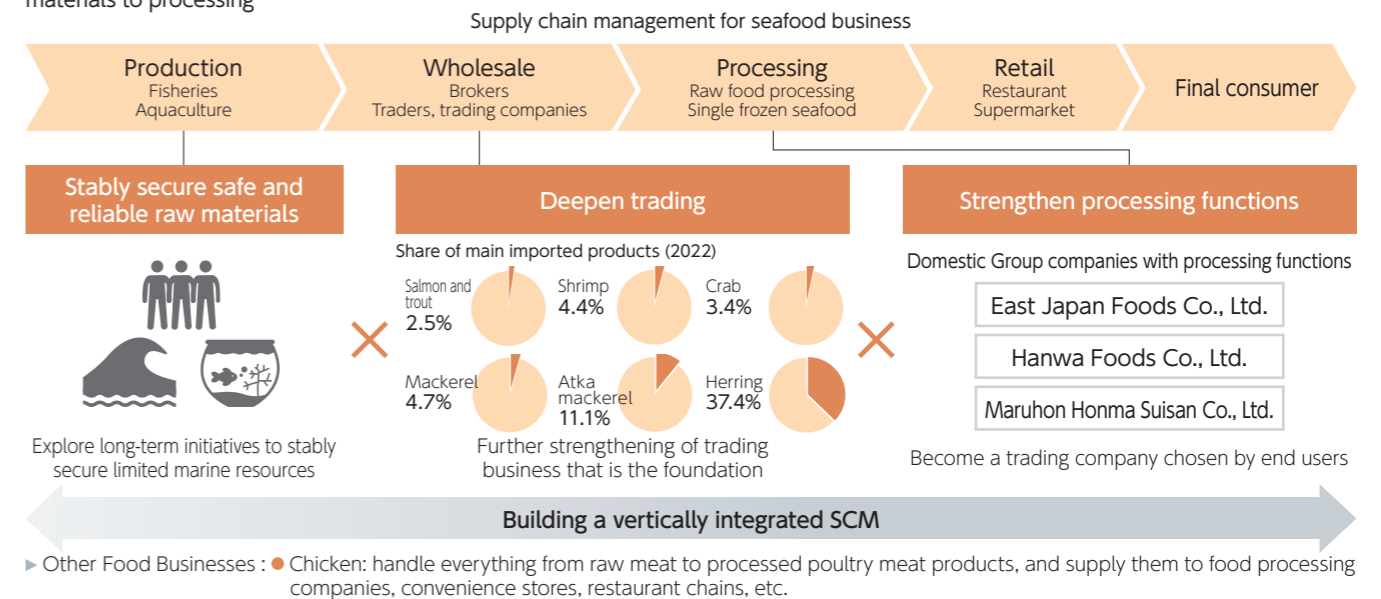 materials to processing
Supply chain management for seafood business
Production
Fisheries
Aquaculture
Wholesale
Brokers
Traders, trading companies
Processing
Raw food processing
Single frozen seafood
Retail
Restaurant
Supermarket
Final consumer
Stably secure safe and
reliable raw materials
Explore long-term initiatives to stably
secure limited marine resources
Deepen trading
Share of main imported products (2022)
Salmon and
trout
2.5%
Shrimp
4.4%
Crab
3.4%
Mackerel
4.7%
Atka
mackerel
11.1%
Herring
37.4%
Further strengthening of trading
business that is the foundation
Strengthen processing functions
Domestic Group companies with processing functions
East Japan Foods Co., Ltd.
Hanwa Foods Co., Ltd.
Maruhon Honma Suisan Co., Ltd.
Become a trading company chosen by end users
Building a vertically integrated SCM
▶ Other Food Businesses : ● Chicken: handle everything from raw meat to processed poultry meat products, and supply them to food processing
companies, convenience stores, restaurant chains, etc.